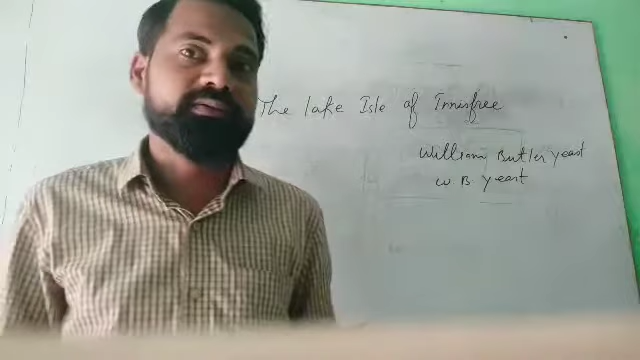 The lake Isle of Innisfree
William Butler yeast
W B yeast